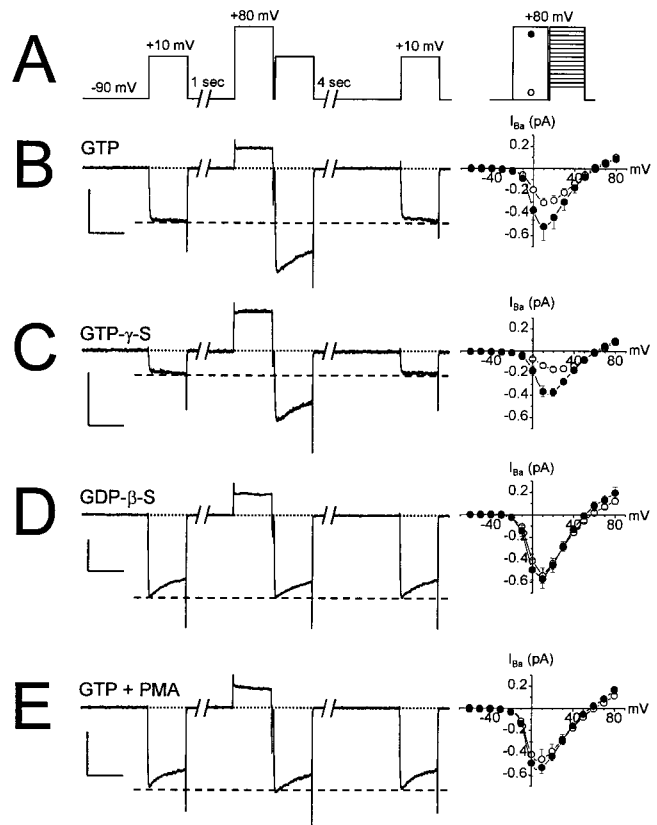 A
-90 mV
+10 mV
1 sec
+80 mV
4 sec
+10 mV
+80 mV
B
GTP
I_Ba (pA)
0.2
-40
40
80
mV
-0.2
-0.4
-0.6
C
GTP-γ-S
I_Ba (pA)
0.2
-40
40
80
mV
-0.2
-0.4
-0.6
D
GDP-β-S
I_Ba (pA)
0.2
-40
40
80
mV
-0.2
-0.4
-0.6
E
GTP + PMA
I_Ba (pA)
0.2
-40
40
80
mV
-0.2
-0.4
-0.6